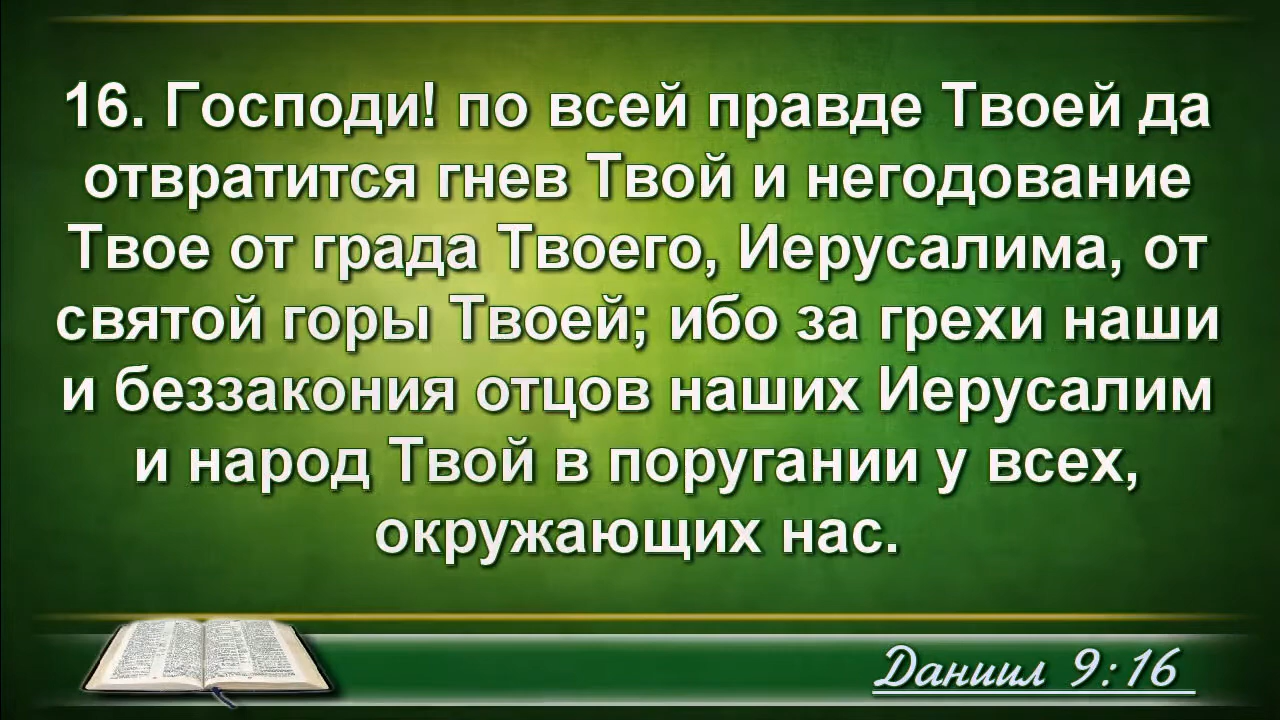 16. Господи! по всей правде Твоей да
отвратится гнев Твой и негодование
Твое от града Твоего, Иерусалима, от
святой горы Твоей; ибо за грехи наши
и беззакония отцов наших Иерусалим
и народ Твой в поругании у всех,
окружающих нас.
Даниил 9:16